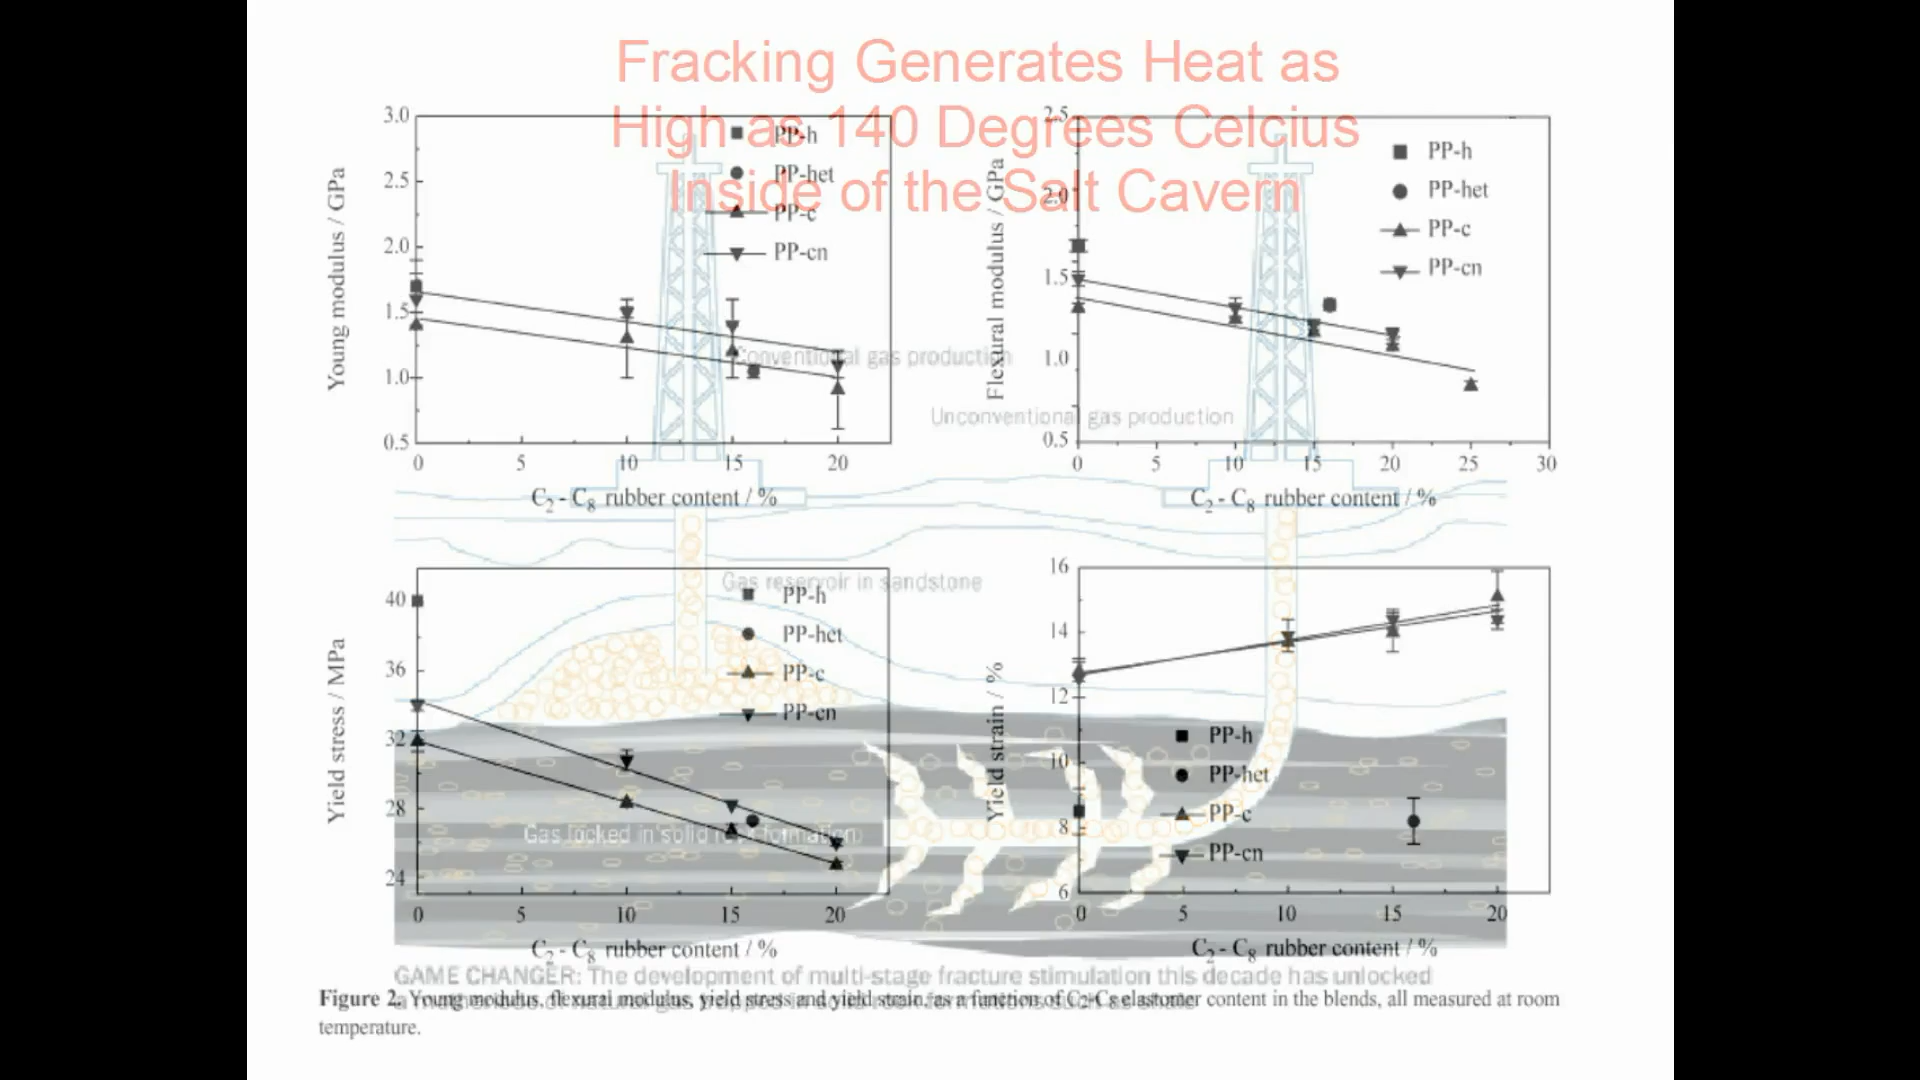 Fracking Generates Heat as
High as 140 Degrees Celcius
Inside of the Salt Cavern
3.0
2.5
2.0
1.5
1.0
0.5
Young modulus / GPa
PP-h
PP-het
PP-c
PP-cn
0 5 10 15 20
C2 - C8 rubber content / %
2.5
2.0
1.5
1.0
0.5
Flexural modulus / GPa
PP-h
PP-het
PP-c
PP-cn
0 5 10 15 20 25 30
C2 - C8 rubber content / %
Conventional gas production
Unconventional gas production
Gas reservoir in sandstone
40
36
32
28
24
Yield stress / MPa
PP-h
PP-het
PP-c
PP-cn
Gas locked in solid rock formation
0 5 10 15 20
C2 - C8 rubber content / %
16
14
12
10
8
6
Yield strain / %
PP-h
PP-het
PP-c
PP-cn
0 5 10 15 20
C2 - C8 rubber content / %
GAME CHANGER: The development of multi-stage fracture stimulation this decade has unlocked
Figure 2. Young modulus, flexural modulus, yield stress and yield strain, as a function of C2-C8 elastomer content in the blends, all measured at room
temperature.